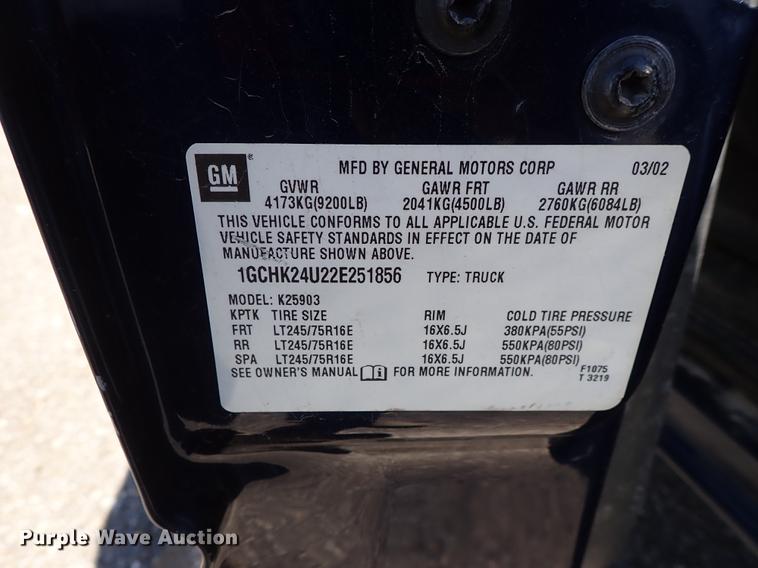 GM ® MFD BY GENERAL MOTORS CORP 03/02
GVWR GAWR FRT GAWR RR
4173KG(9200LB) 2041KG(4500LB) 2760KG(6084LB)
THIS VEHICLE CONFORMS TO ALL APPLICABLE U.S. FEDERAL MOTOR
VEHICLE SAFETY STANDARDS IN EFFECT ON THE DATE OF
MANUFACTURE SHOWN ABOVE.
1GCHK24U22E251856 TYPE: TRUCK
MODEL: K25903
KPTK TIRE SIZE RIM COLD TIRE PRESSURE
FRT LT245/75R16E 16X6.5J 380KPA(55PSI)
RR LT245/75R16E 16X6.5J 550KPA(80PSI)
SPA LT245/75R16E 16X6.5J 550KPA(80PSI)
SEE OWNER'S MANUAL FOR MORE INFORMATION.
F1075
T 3219
Purple Wave Auction